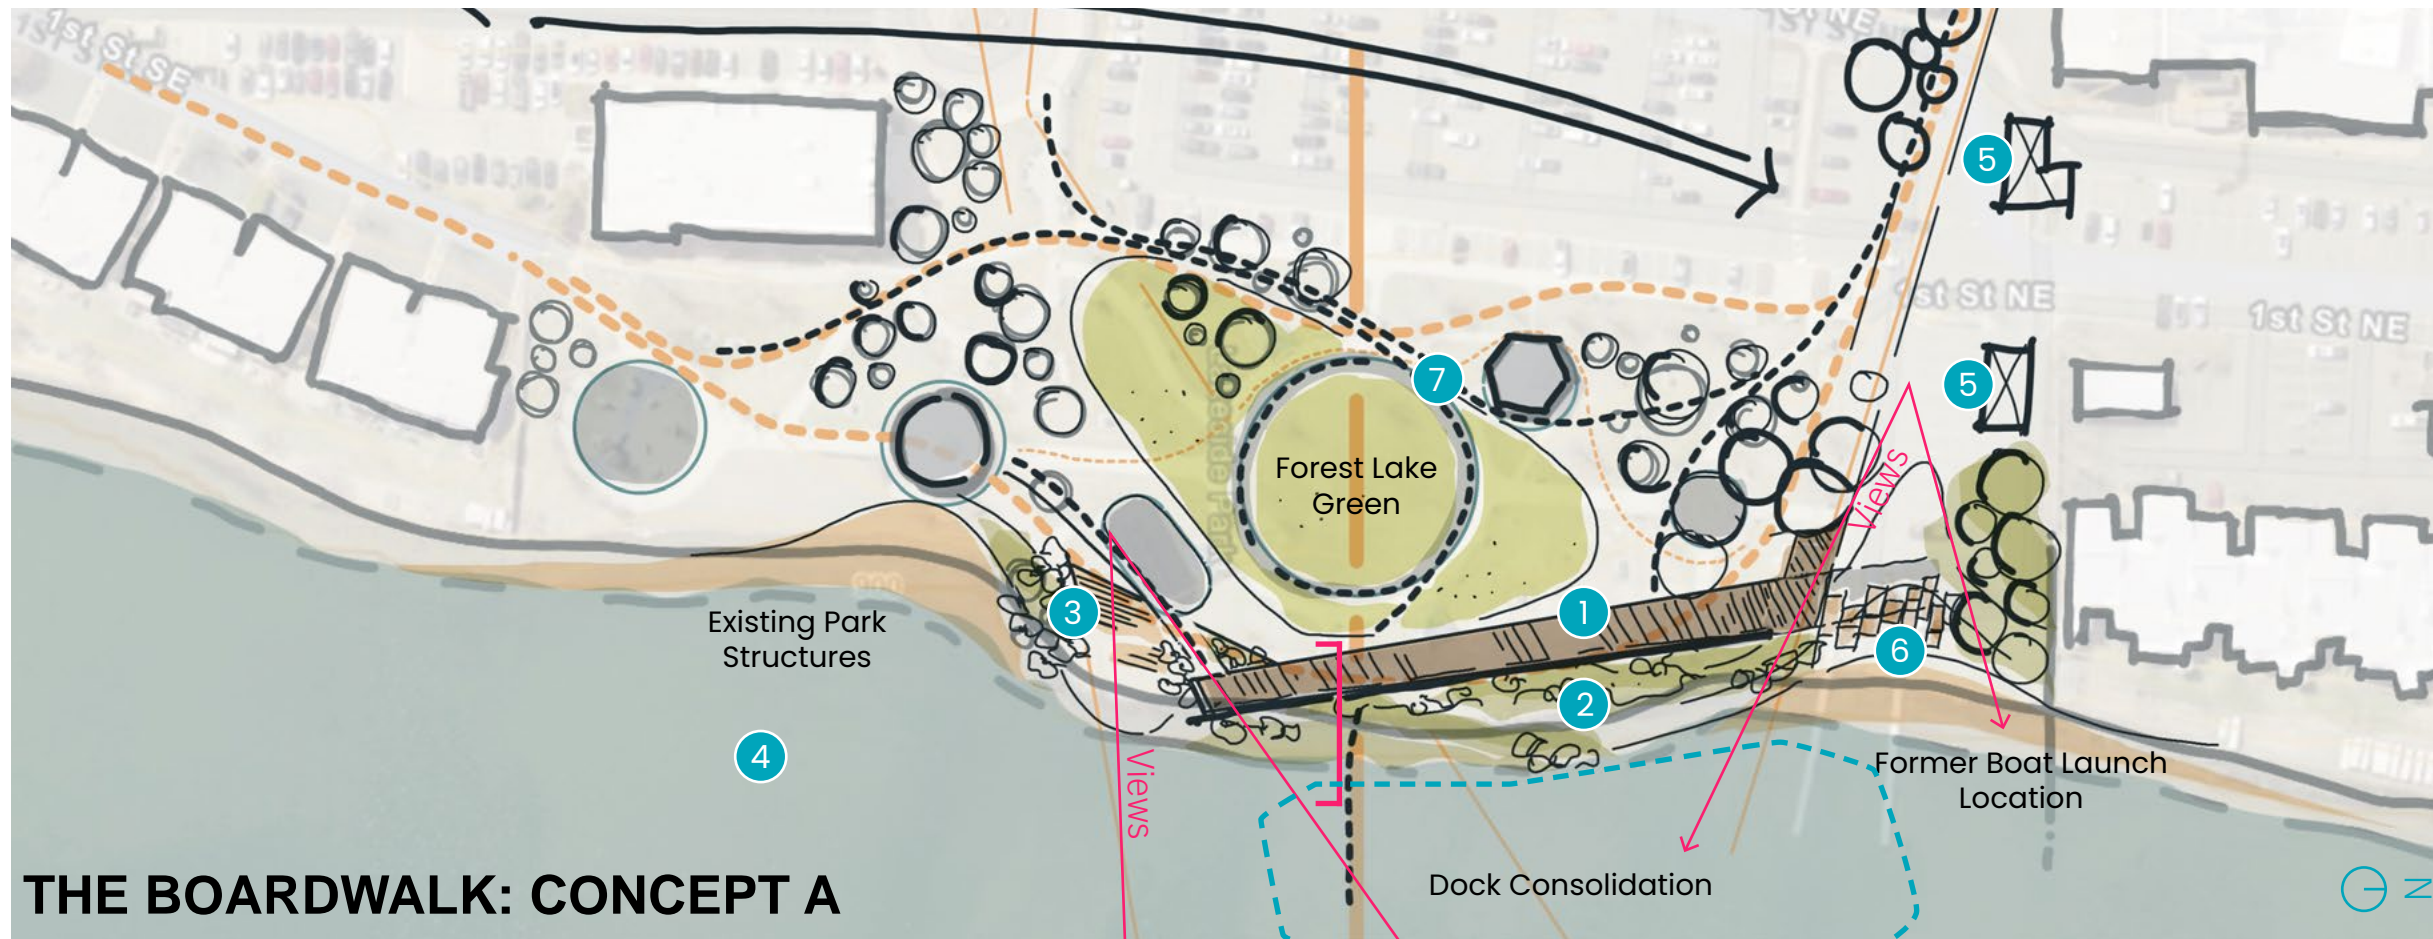 1st St SE
1st St NE
1st St NE
5
5
7
Forest Lake
Green
Views
3
1
Existing Park
Structures
6
2
4
Views
Former Boat Launch
Location
Dock Consolidation
THE BOARDWALK: CONCEPT A
N